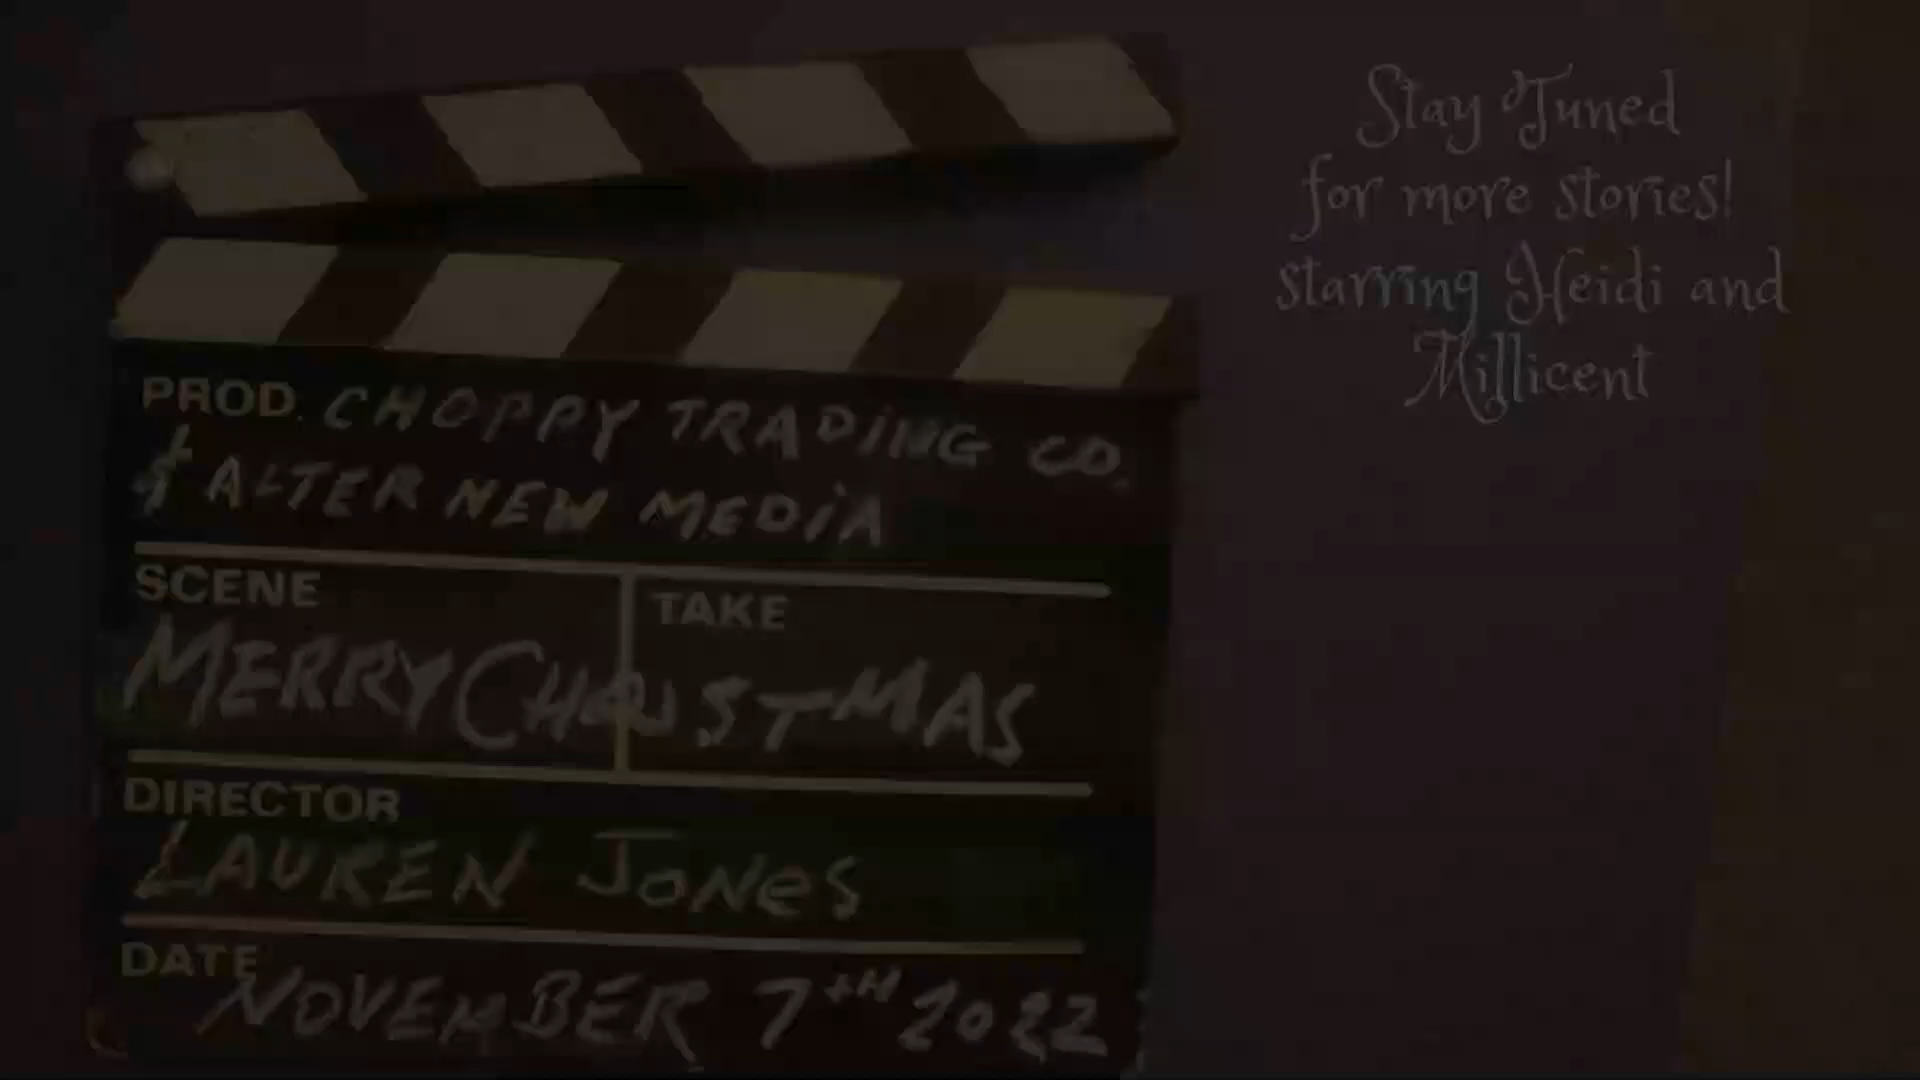 PROD. CHOPPY TRADING CO.
& ALTER NEW MEDIA
SCENE
TAKE
MERRY CHRISTMAS
DIRECTOR
LAUREN JONES
DATE
NOVEMBER 7TH 2022
Stay Tuned
for more stories!
starring Heidi and
Millicent